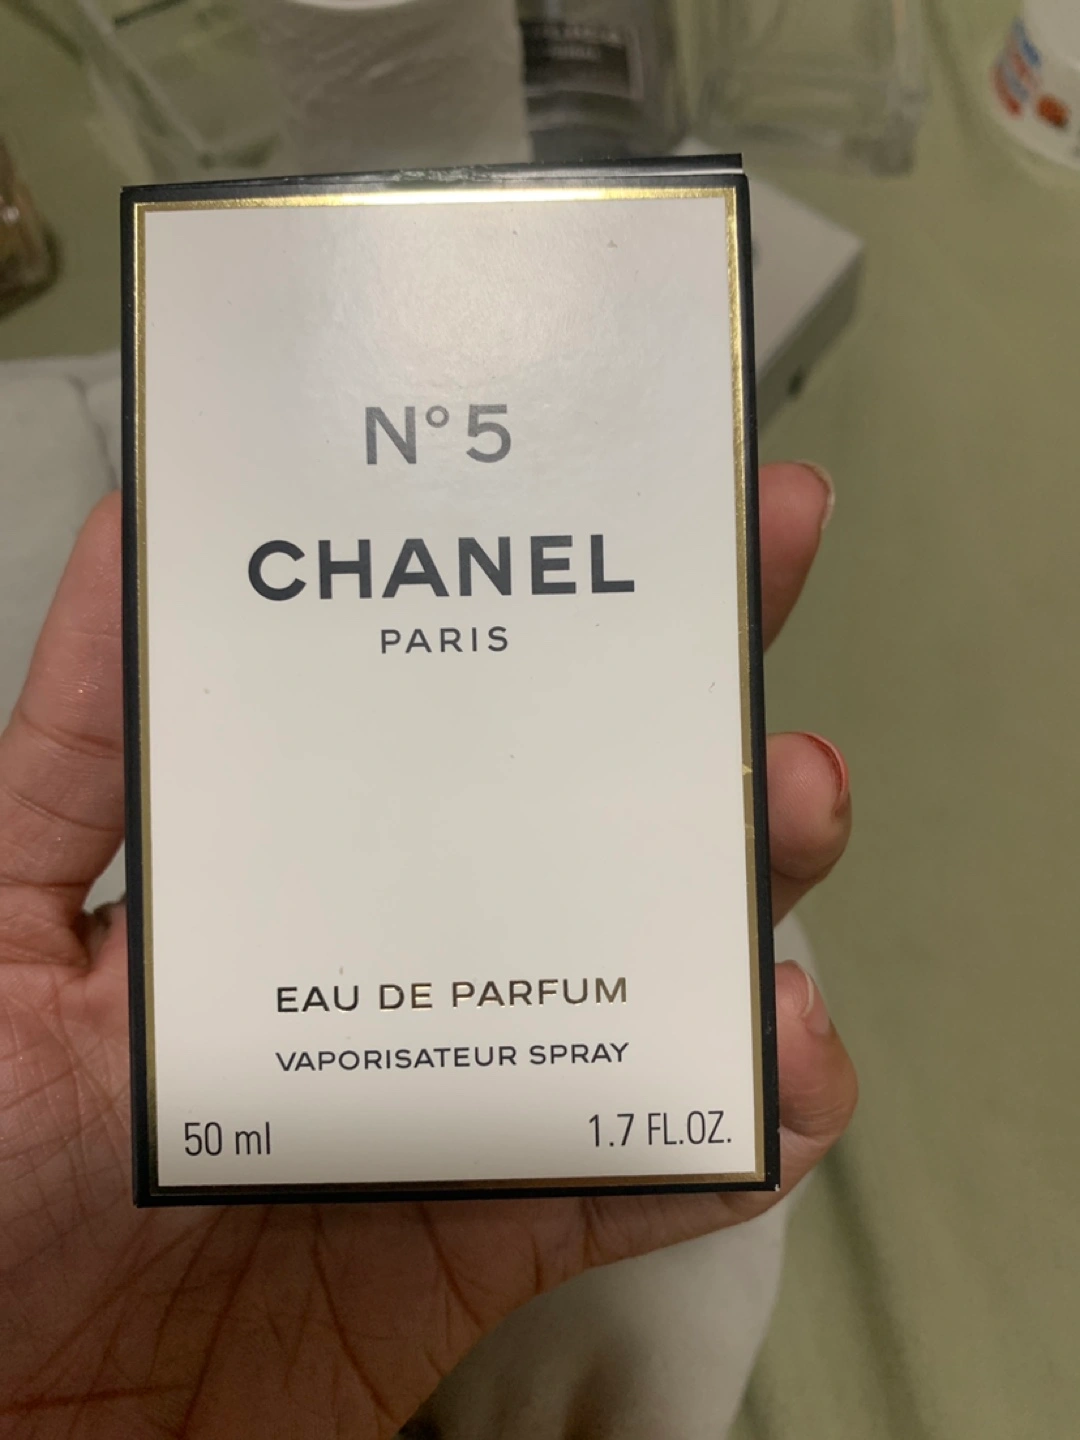 N°5
CHANEL
PARIS
EAU DE PARFUM
VAPORISATEUR SPRAY
50 ml 1.7 FL.OZ.